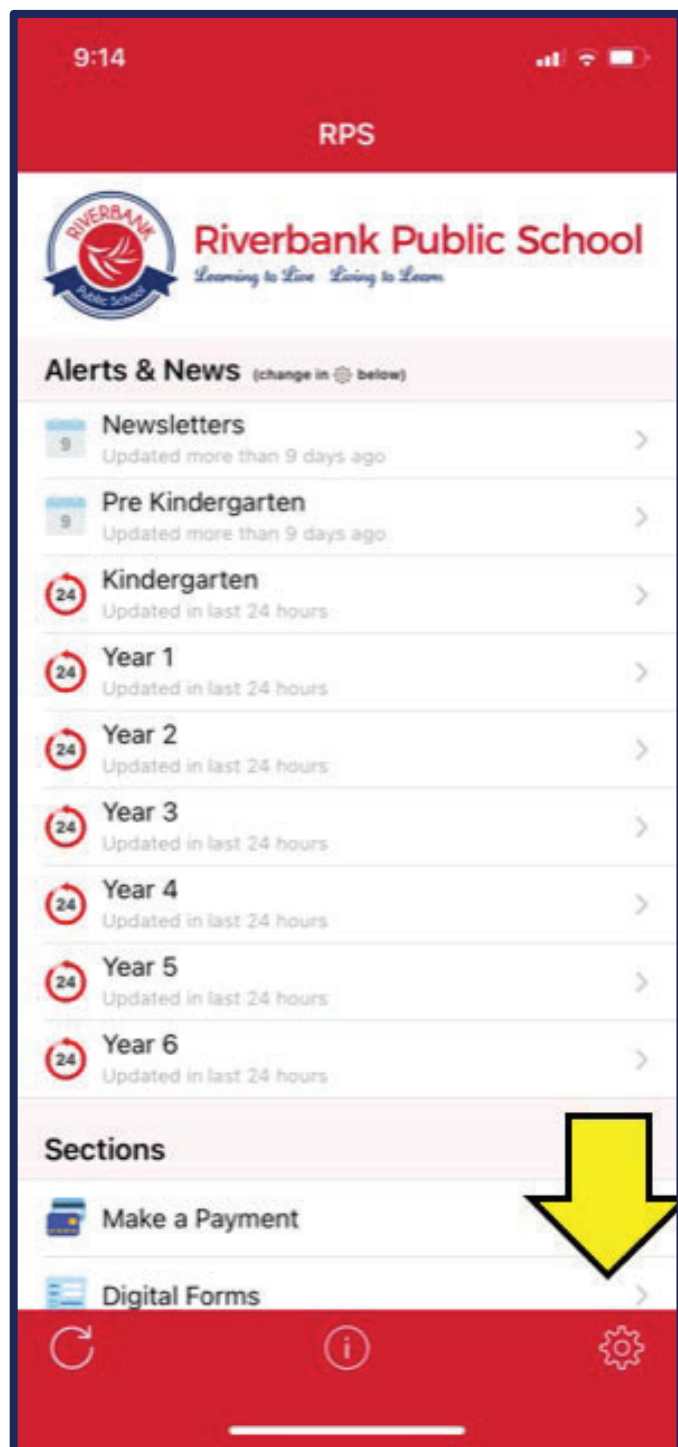 9:14
RPS
RIVERBANK
Public School
Riverbank Public School
Learning to Live Living to Learn
Alerts & News (change in below)
9
Newsletters
Updated more than 9 days ago
9
Pre Kindergarten
Updated more than 9 days ago
24
Kindergarten
Updated in last 24 hours
24
Year 1
Updated in last 24 hours
24
Year 2
Updated in last 24 hours
24
Year 3
Updated in last 24 hours
24
Year 4
Updated in last 24 hours
24
Year 5
Updated in last 24 hours
24
Year 6
Updated in last 24 hours
Sections
Make a Payment
Digital Forms